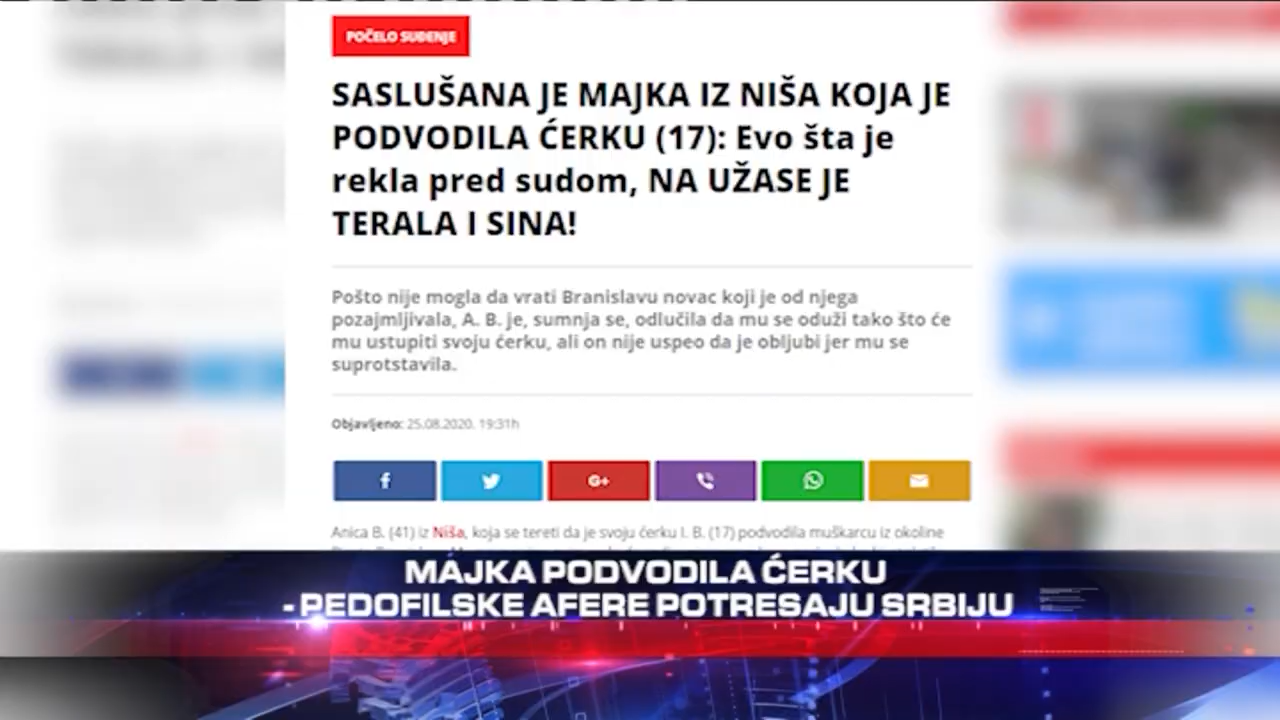 POČELO SUĐENJE
SASLUŠANA JE MAJKA IZ NIŠA KOJA JE
PODVODILA ĆERKU (17): Evo šta je
rekla pred sudom, NA UŽASE JE
TERALA I SINA!
Pošto nije mogla da vrati Branislavu novac koji je od njega
pozajmljivala, A. B. je, sumnja se, odlučila da mu se oduži tako što će
mu ustupiti svoju ćerku, ali on nije uspeo da je obljubi jer mu se
suprotstavila.
Objavljeno: 25.08.2020. 19:31h
G+
Anica B. (41) iz Niša, koja se tereti da je svoju ćerku I. B. (17) podvodila muškarcu iz okoline
MAJKA PODVODILA ĆERKU
- PEDOFILSKE AFERE POTRESAJU SRBIJU